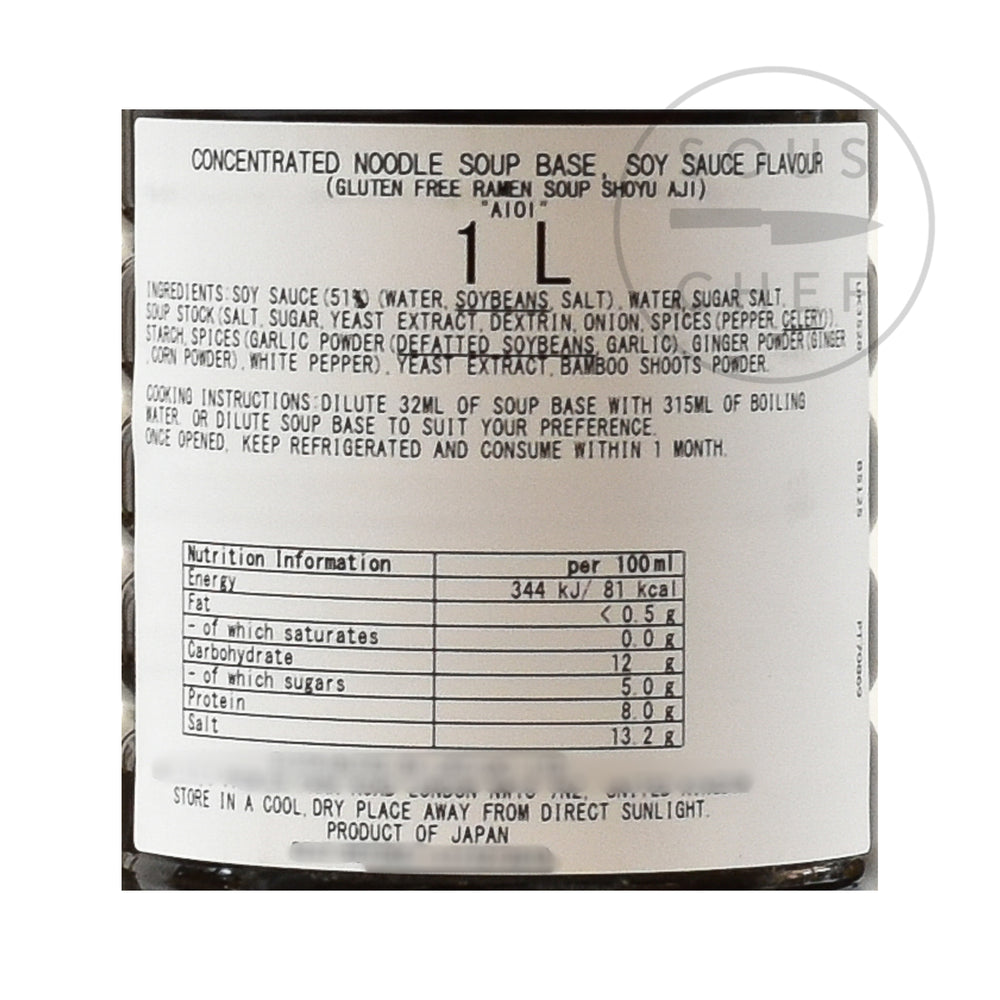 SOUS
CHEF
CONCENTRATED NOODLE SOUP BASE, SOY SAUCE FLAVOUR
(GLUTEN FREE RAMEN SOUP SHOYU AJI)
"AIOI"
1 L
INGREDIENTS:SOY SAUCE(51%) (WATER, SOYBEANS, SALT), WATER, SUGAR, SALT,
SOUP STOCK(SALT, SUGAR, YEAST EXTRACT, DEXTRIN, ONION, SPICES(PEPPER, CELERY)),
STARCH, SPICES(GARLIC POWDER(DEFATTED SOYBEANS, GARLIC), GINGER POWDER(GINGER
,CORN POWDER), WHITE PEPPER), YEAST EXTRACT, BAMBOO SHOOTS POWDER.
COOKING INSTRUCTIONS:DILUTE 32ML OF SOUP BASE WITH 315ML OF BOILING
WATER, OR DILUTE SOUP BASE TO SUIT YOUR PREFERENCE.
ONCE OPENED, KEEP REFRIGERATED AND CONSUME WITHIN 1 MONTH.
Nutrition Information per 100ml
Energy 344 kJ/ 81 kcal
Fat < 0.5 g
- of which saturates 0.0 g
Carbohydrate 12 g
- of which sugars 5.0 g
Protein 8.0 g
Salt 13.2 g
STORE IN A COOL, DRY PLACE AWAY FROM DIRECT SUNLIGHT.
PRODUCT OF JAPAN